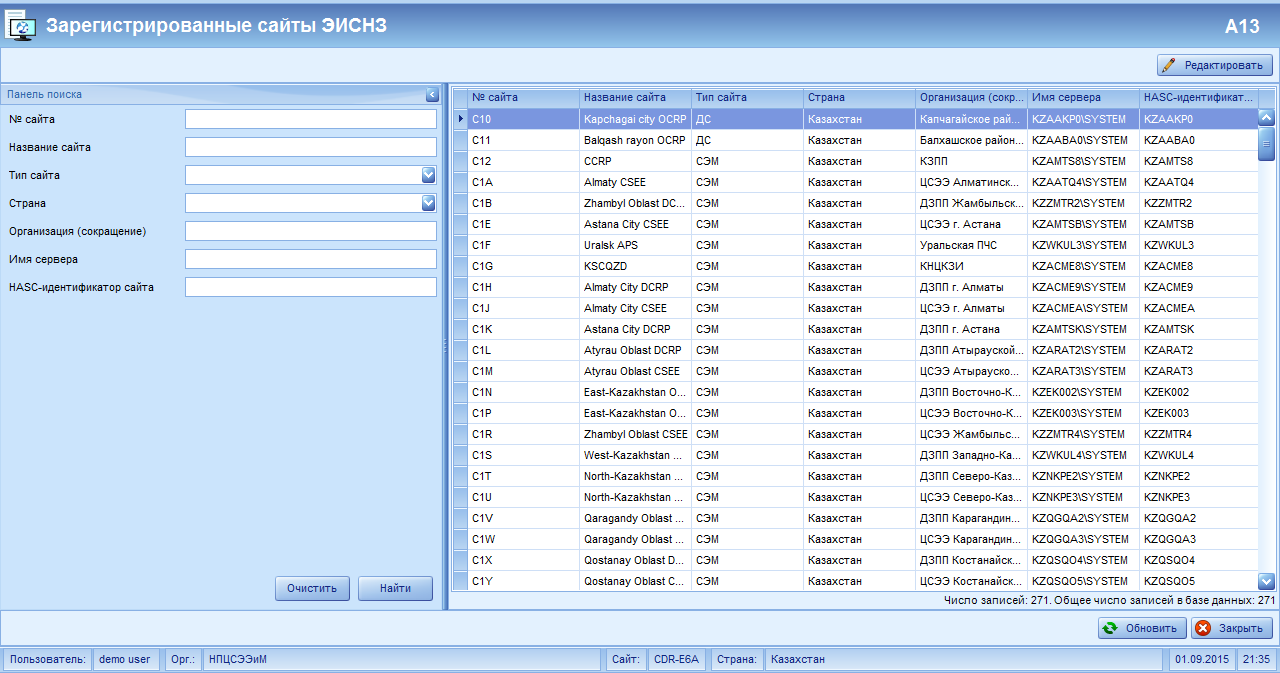 Зарегистрированные сайты ЭИСНЗ
A13
Редактировать
Панель поиска
№ сайта
Название сайта
Тип сайта
Страна
Организация (сокращение)
Имя сервера
HASC-идентификатор сайта
Очистить Найти
№ сайта Название сайта Тип сайта Страна Организация (сокр... Имя сервера HASC-идентификат...
C10 Kapchagai city OCRP ДС Казахстан Капчагайское рай... KZAAKP0\SYSTEM KZAAKP0
C11 Balqash rayon OCRP ДС Казахстан Балхашское район... KZAABA0\SYSTEM KZAABA0
C12 CCRP СЭМ Казахстан КЗПП KZAMTS8\SYSTEM KZAMTS8
C1A Almaty CSEE СЭМ Казахстан ЦСЭЭ Алматинск... KZAATQ4\SYSTEM KZAATQ4
C1B Zhambyl Oblast DC... СЭМ Казахстан ДЗПП Жамбыльск... KZZMTR2\SYSTEM KZZMTR2
C1E Astana City CSEE СЭМ Казахстан ЦСЭЭ г. Астана KZAMTSB\SYSTEM KZAMTSB
C1F Uralsk APS СЭМ Казахстан Уральская ПЧС KZWKUL3\SYSTEM KZWKUL3
C1G KSCQZD СЭМ Казахстан КНЦКЗИ KZACME8\SYSTEM KZACME8
C1H Almaty City DCRP СЭМ Казахстан ДЗПП г. Алматы KZACME9\SYSTEM KZACME9
C1J Almaty City CSEE СЭМ Казахстан ЦСЭЭ г. Алматы KZACMEA\SYSTEM KZACMEA
C1K Astana City DCRP СЭМ Казахстан ДЗПП г. Астана KZAMTSK\SYSTEM KZAMTSK
C1L Atyrau Oblast DCRP СЭМ Казахстан ДЗПП Атырауской... KZARAT2\SYSTEM KZARAT2
C1M Atyrau Oblast CSEE СЭМ Казахстан ЦСЭЭ Атырауско... KZARAT3\SYSTEM KZARAT3
C1N East-Kazakhstan O... СЭМ Казахстан ДЗПП Восточно-К... KZEK002\SYSTEM KZEK002
C1P East-Kazakhstan O... СЭМ Казахстан ЦСЭЭ Восточно-К... KZEK003\SYSTEM KZEK003
C1R Zhambyl Oblast CSEE СЭМ Казахстан ЦСЭЭ Жамбыльс... KZZMTR4\SYSTEM KZZMTR4
C1S West-Kazakhstan ... СЭМ Казахстан ДЗПП Западно-Ка... KZWKUL4\SYSTEM KZWKUL4
C1T North-Kazakhstan ... СЭМ Казахстан ДЗПП Северо-Каз... KZNKPE2\SYSTEM KZNKPE2
C1U North-Kazakhstan ... СЭМ Казахстан ЦСЭЭ Северо-Каз... KZNKPE3\SYSTEM KZNKPE3
C1V Qaragandy Oblast ... СЭМ Казахстан ДЗПП Карагандин... KZQGQA2\SYSTEM KZQGQA2
C1W Qaragandy Oblast ... СЭМ Казахстан ЦСЭЭ Карагандин... KZQGQA3\SYSTEM KZQGQA3
C1X Qostanay Oblast D... СЭМ Казахстан ДЗПП Костанайск... KZQSQO4\SYSTEM KZQSQO4
C1Y Qostanay Oblast C... СЭМ Казахстан ЦСЭЭ Костанайск... KZQSQO5\SYSTEM KZQSQO5
Число записей: 271. Общее число записей в базе данных: 271
Обновить Закрыть
Пользователь: demo user Орг.: НПЦСЭЭиМ Сайт: CDR-E6A Страна: Казахстан 01.09.2015 21:35